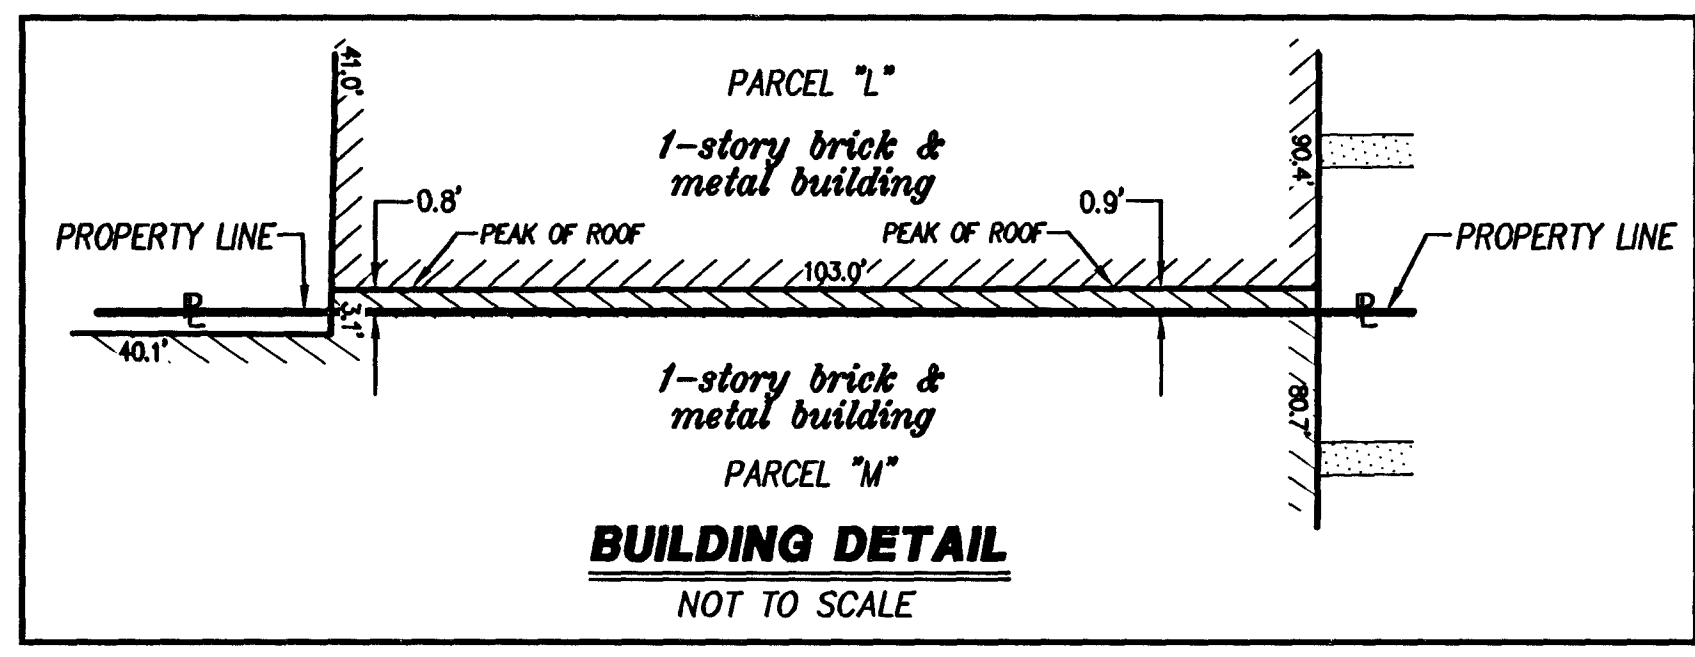 41.0'
PARCEL "L"
1-story brick &
metal building
90.4'
0.8'
0.9'
PROPERTY LINE
PEAK OF ROOF
PEAK OF ROOF
PROPERTY LINE
103.0'
PL
3.1'
PL
40.1'
1-story brick &
metal building
80.7'
PARCEL "M"
BUILDING DETAIL
NOT TO SCALE